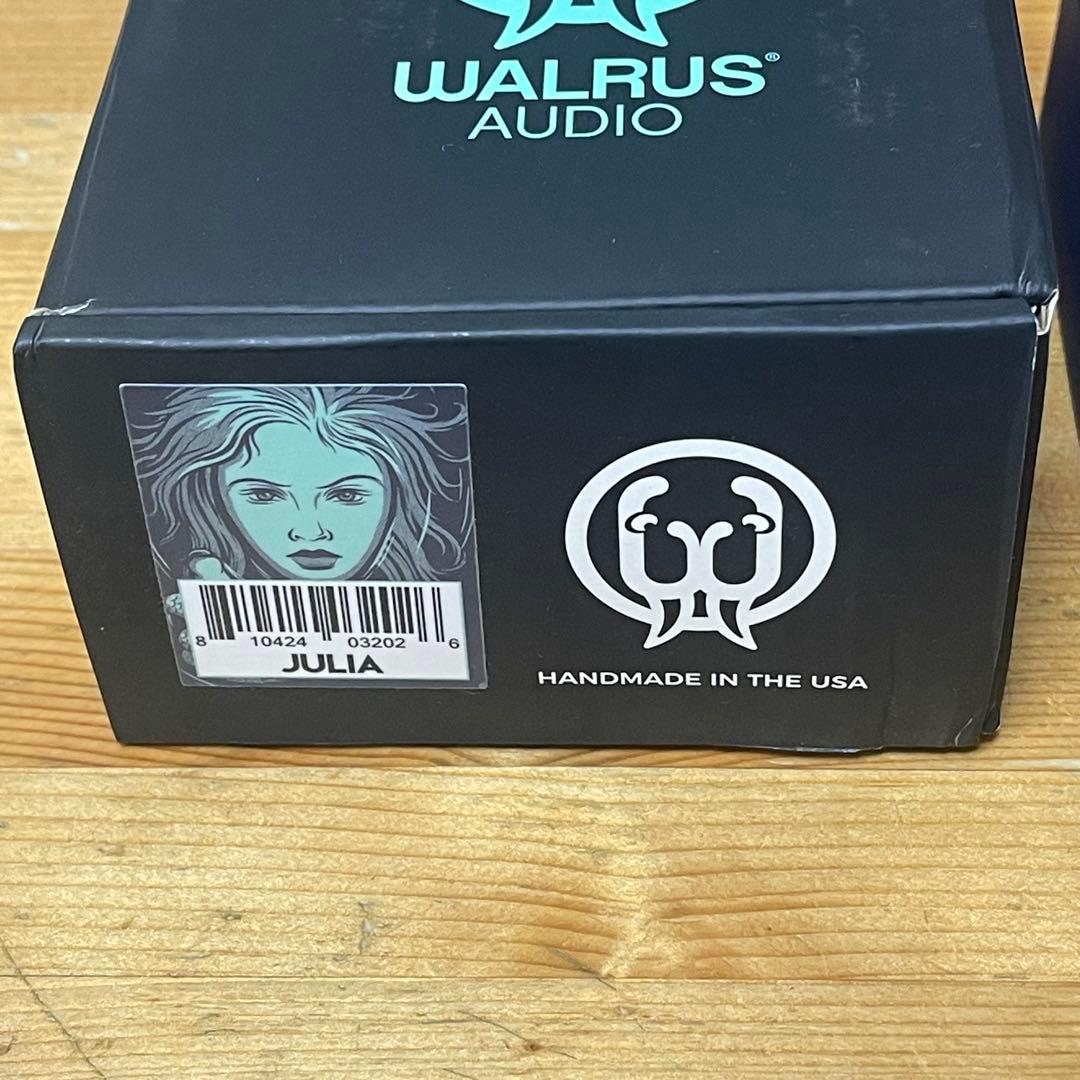 WALRUS®
AUDIO
8 10424 03202 6
JULIA
HANDMADE IN THE USA